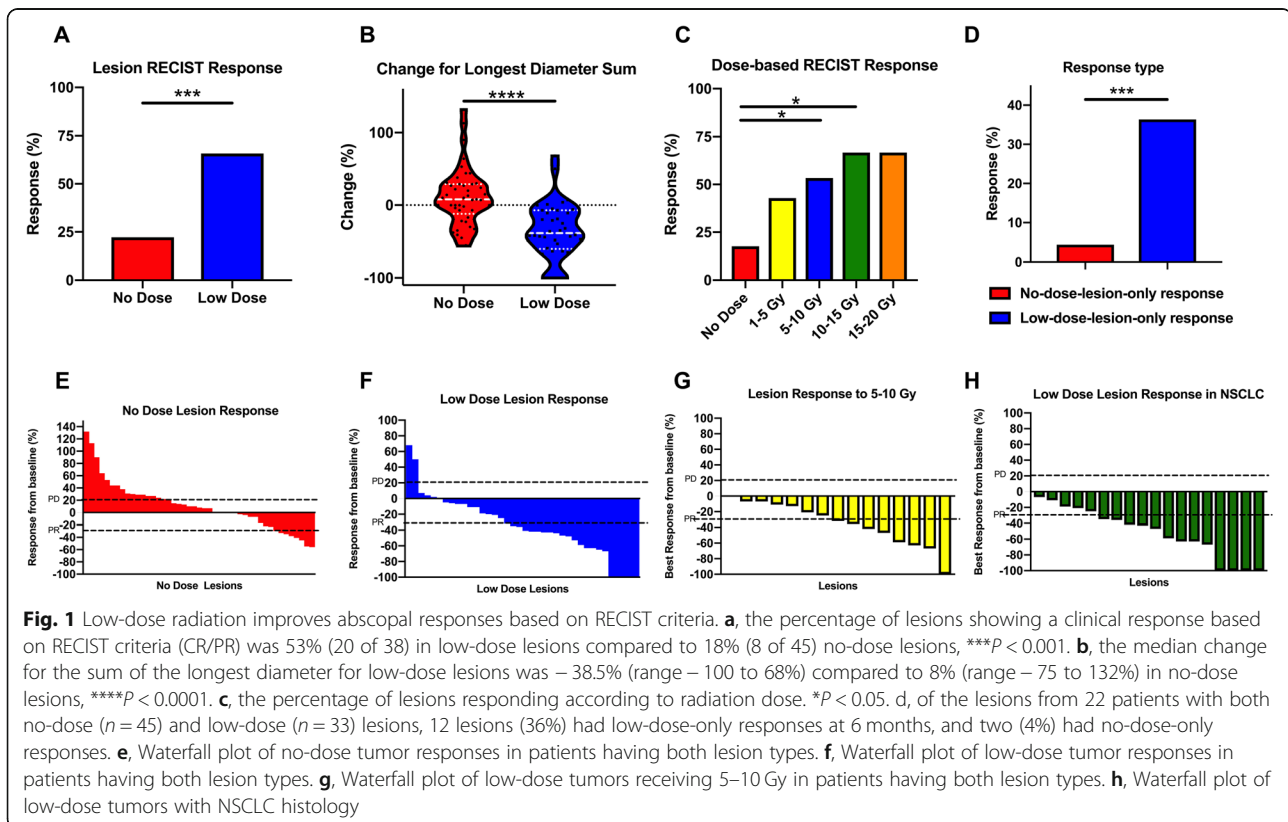 A
Lesion RECIST Response
***
100
75
50
25
0
Response (%)
No Dose
Low Dose
B
Change for Longest Diameter Sum
****
100
0
-100
Change (%)
No Dose
Low Dose
C
Dose-based RECIST Response
*
*
100
75
50
25
0
Response (%)
No Dose
1-5 Gy
5-10 Gy
10-15 Gy
15-20 Gy
D
Response type
***
40
30
20
10
0
Response (%)
No-dose-lesion-only response
Low-dose-lesion-only response
E
No Dose Lesion Response
140
120
100
80
60
40
20
0
-20
-40
-60
-80
-100
PD
PR
Response from baseline (%)
No Dose Lesions
F
Low Dose Lesion Response
100
80
60
40
20
0
-20
-40
-60
-80
-100
PD
PR
Response from baseline (%)
Low Dose Lesions
G
Lesion Response to 5-10 Gy
100
80
60
40
20
0
-20
-40
-60
-80
-100
PD
PR
Best Response from baseline (%)
Lesions
H
Low Dose Lesion Response in NSCLC
100
80
60
40
20
0
-20
-40
-60
-80
-100
PD
PR
Best Response from baseline (%)
Lesions
Fig. 1 Low-dose radiation improves abscopal responses based on RECIST criteria. a, the percentage of lesions showing a clinical response based
on RECIST criteria (CR/PR) was 53% (20 of 38) in low-dose lesions compared to 18% (8 of 45) no-dose lesions, ***P < 0.001. b, the median change
for the sum of the longest diameter for low-dose lesions was − 38.5% (range − 100 to 68%) compared to 8% (range − 75 to 132%) in no-dose
lesions, ****P < 0.0001. c, the percentage of lesions responding according to radiation dose. *P < 0.05. d, of the lesions from 22 patients with both
no-dose (n = 45) and low-dose (n = 33) lesions, 12 lesions (36%) had low-dose-only responses at 6 months, and two (4%) had no-dose-only
responses. e, Waterfall plot of no-dose tumor responses in patients having both lesion types. f, Waterfall plot of low-dose tumor responses in
patients having both lesion types. g, Waterfall plot of low-dose tumors receiving 5–10 Gy in patients having both lesion types. h, Waterfall plot of
low-dose tumors with NSCLC histology